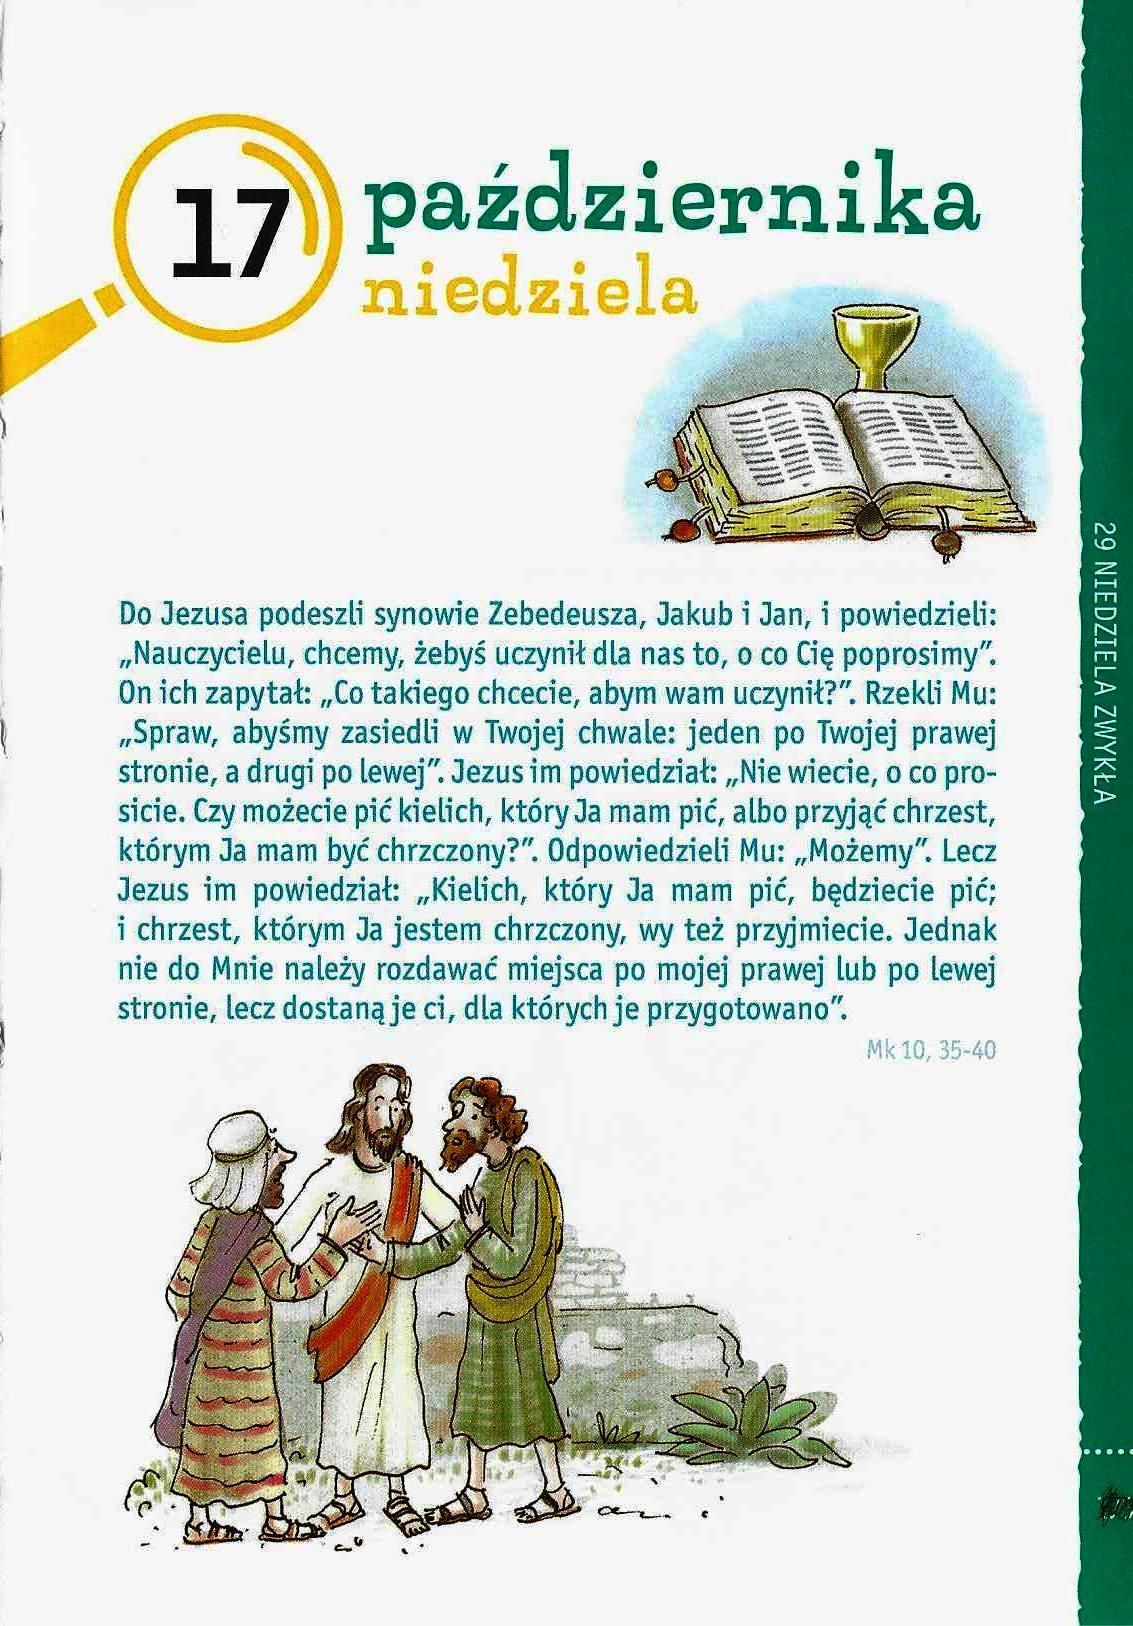 17
października
niedziela
Do Jezusa podeszli synowie Zebedeusza, Jakub i Jan, i powiedzieli:
„Nauczycielu, chcemy, żebyś uczynił dla nas to, o co Cię poprosimy”.
On ich zapytał: „Co takiego chcecie, abym wam uczynił?”. Rzekli Mu:
„Spraw, abyśmy zasiedli w Twojej chwale: jeden po Twojej prawej
stronie, a drugi po lewej”. Jezus im powiedział: „Nie wiecie, o co pro-
sicie. Czy możecie pić kielich, który Ja mam pić, albo przyjąć chrzest,
którym Ja mam być chrzczony?”. Odpowiedzieli Mu: „Możemy”. Lecz
Jezus im powiedział: „Kielich, który Ja mam pić, będziecie pić;
i chrzest, którym Ja jestem chrzczony, wy też przyjmiecie. Jednak
nie do Mnie należy rozdawać miejsca po mojej prawej lub po lewej
stronie, lecz dostaną je ci, dla których je przygotowano”.
Mk 10, 35-40
29 NIEDZIELA ZWYKŁA